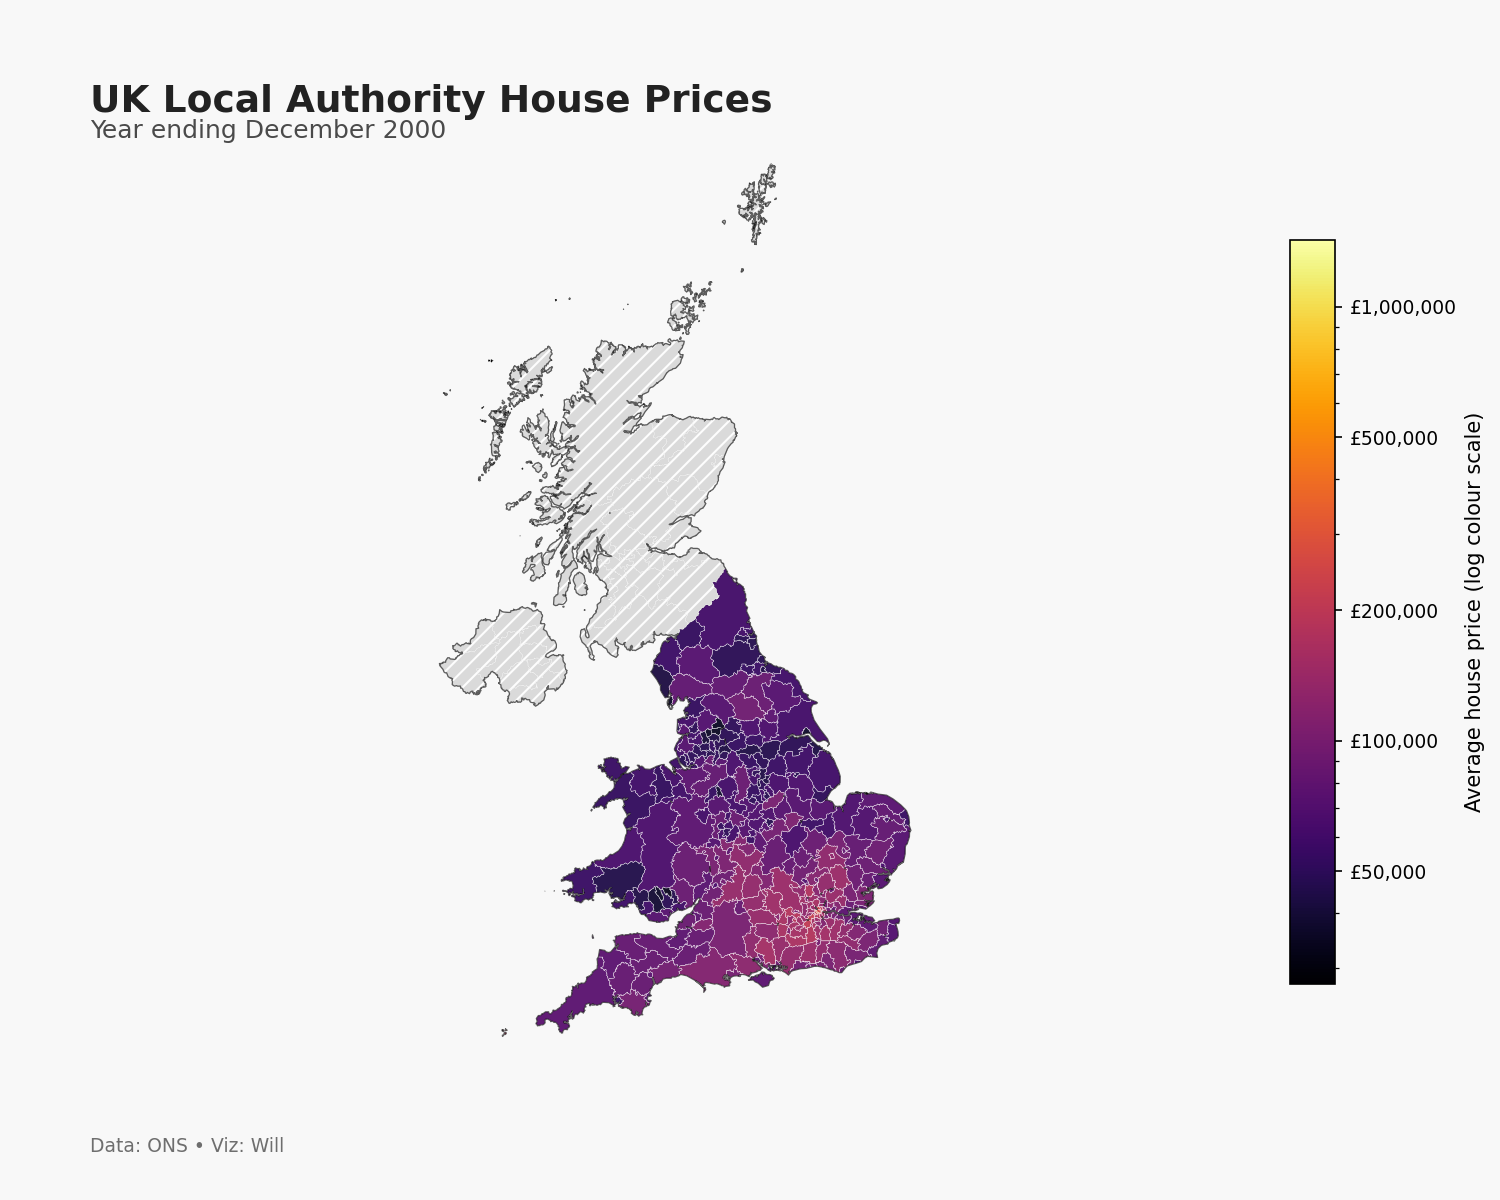 UK Local Authority House Prices
Year ending December 2000
£1,000,000
£500,000
£200,000
£100,000
£50,000
Average house price (log colour scale)
Data: ONS • Viz: Will